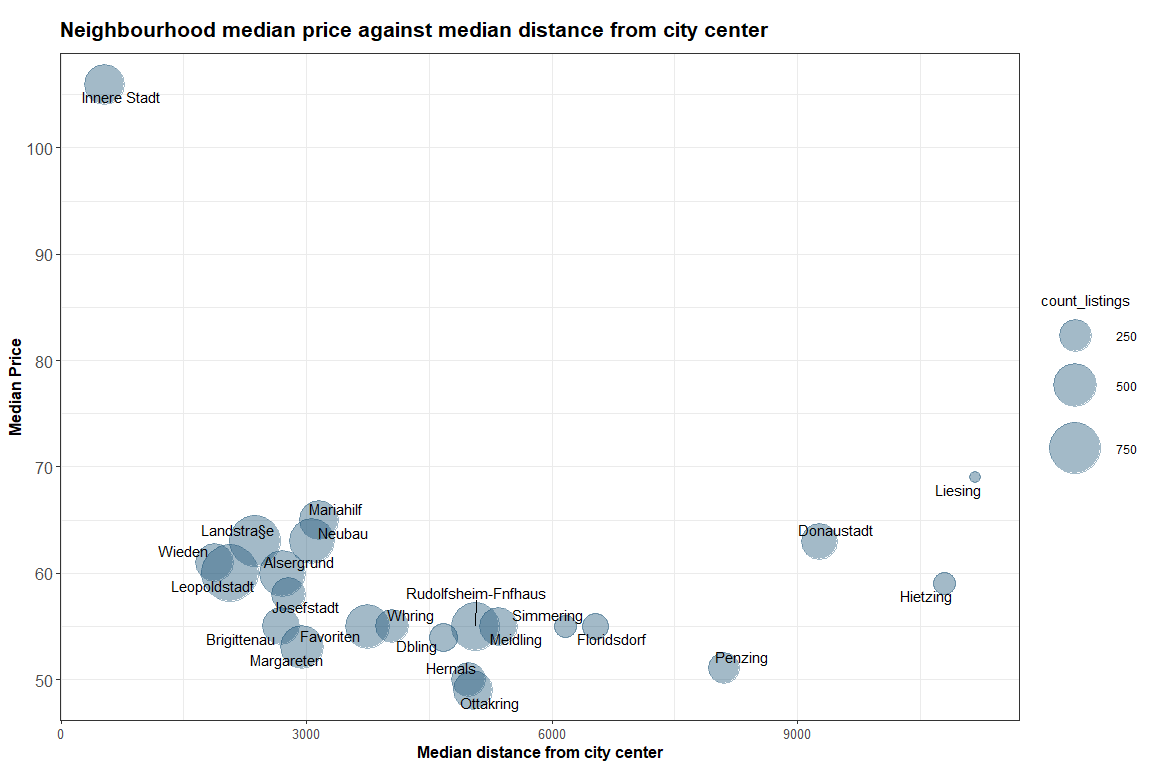 Neighbourhood median price against median distance from city center
Innere Stadt
100
90
80
70
60
50
Median Price
count_listings
250
500
750
Liesing
Mariahilf
Landstra§e
Neubau
Donaustadt
Wieden
Alsergrund
Leopoldstadt
Rudolfsheim-Fnfhaus
Hietzing
Josefstadt
Whring
Simmering
Brigittenau
Favoriten
Dbling
Meidling
Floridsdorf
Margareten
Penzing
Hernals
Ottakring
0
3000
6000
9000
Median distance from city center